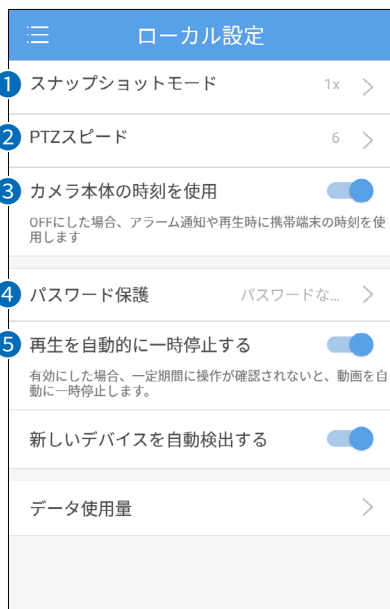 ローカル設定
1 スナップショットモード 1x
2 PTZスピード 6
3 カメラ本体の時刻を使用
OFFにした場合、アラーム通知や再生時に携帯端末の時刻を使
用します
4 パスワード保護 パスワードな...
5 再生を自動的に一時停止する
有効にした場合、一定期間に操作が確認されないと、動画を自
動に一時停止します。
新しいデバイスを自動検出する
データ使用量